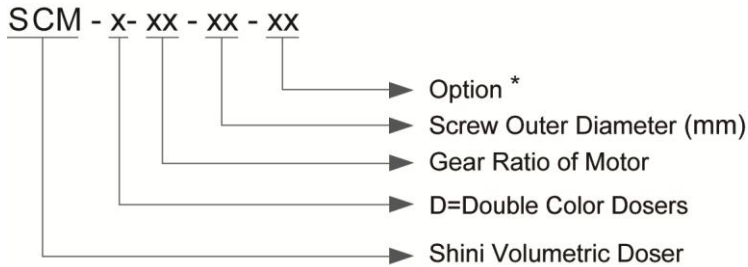 SCM - x- xx - xx - xx
Option *
Screw Outer Diameter (mm)
Gear Ratio of Motor
D=Double Color Dosers
Shini Volumetric Doser